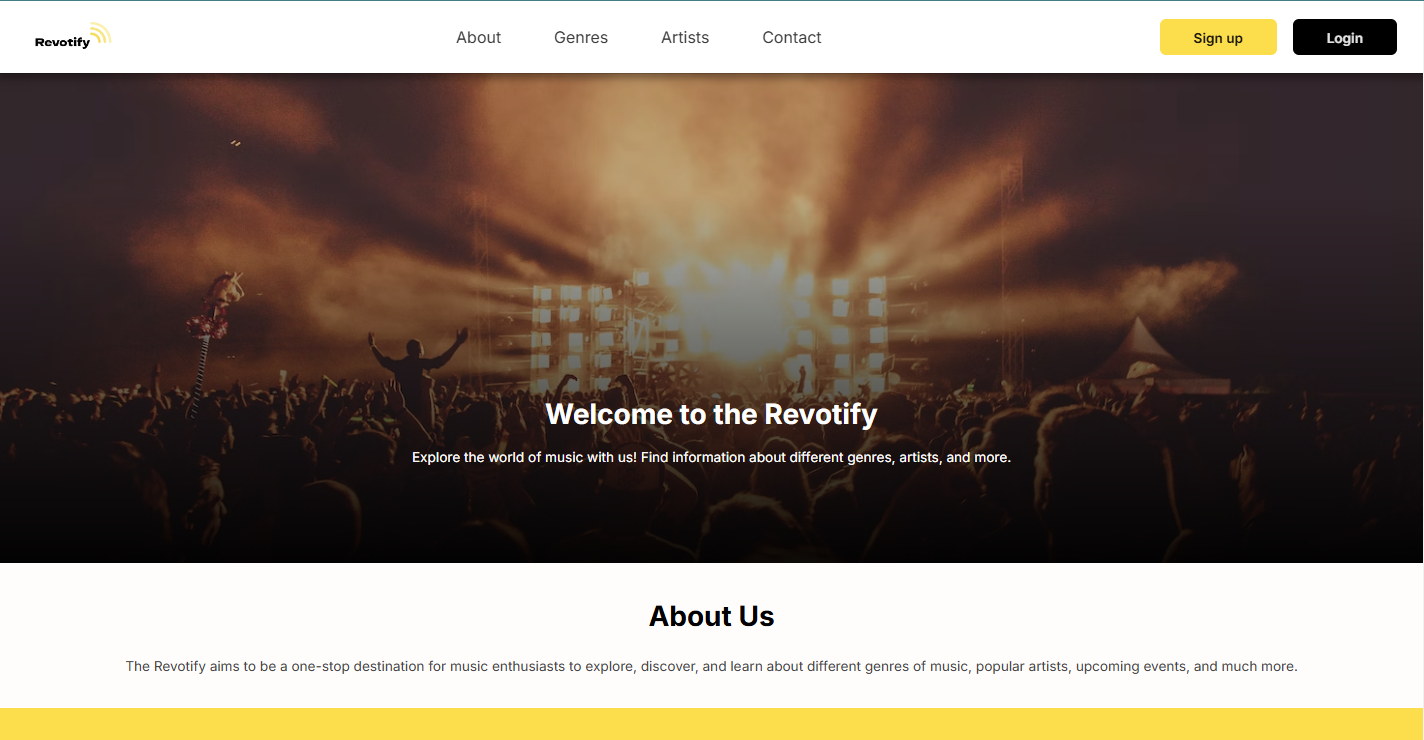 Revotify
About
Genres
Artists
Contact
Sign up
Login
Welcome to the Revotify
Explore the world of music with us! Find information about different genres, artists, and more.
About Us
The Revotify aims to be a one-stop destination for music enthusiasts to explore, discover, and learn about different genres of music, popular artists, upcoming events, and much more.